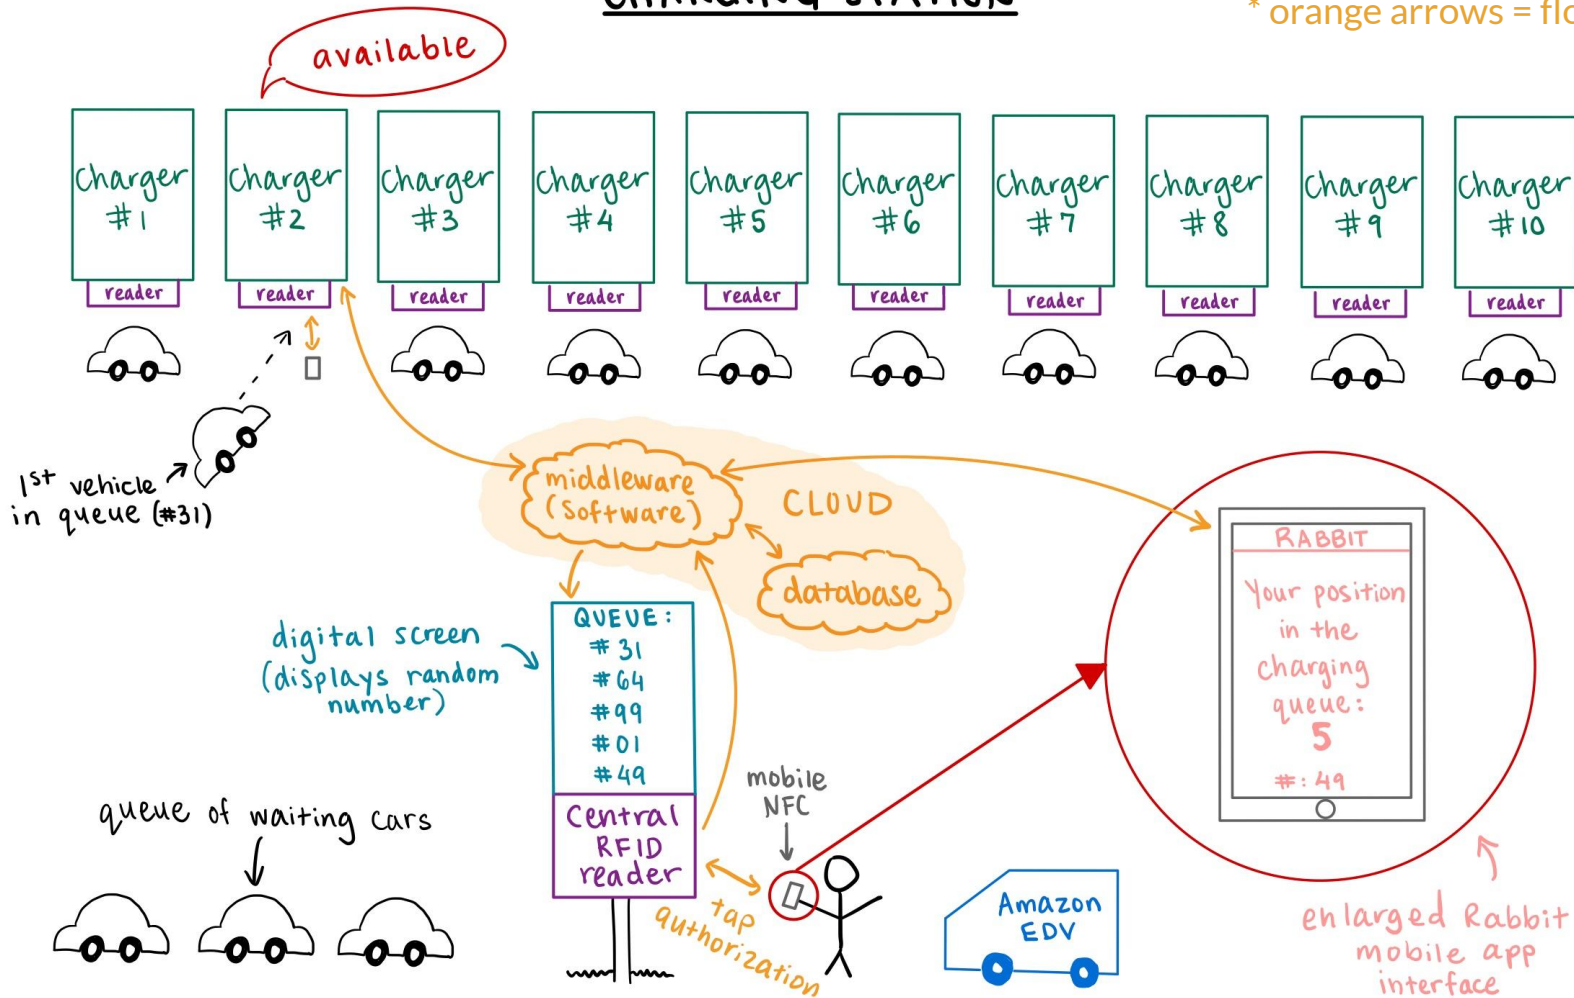 * orange arrows = flo
available
Charger
#1
Charger
#2
Charger
#3
Charger
#4
Charger
#5
Charger
#6
Charger
#7
Charger
#8
Charger
#9
Charger
#10
reader
reader
reader
reader
reader
reader
reader
reader
reader
reader
1st vehicle
in queue (#31)
middleware
(software)
CLOUD
database
RABBIT
Your position
in the
charging
queue:
5
#: 49
digital screen
(displays random
number)
QUEUE:
#31
#64
#99
#01
#49
Central
RFID
reader
mobile
NFC
queue of waiting cars
tap
authorization
Amazon
EDV
enlarged Rabbit
mobile app
interface